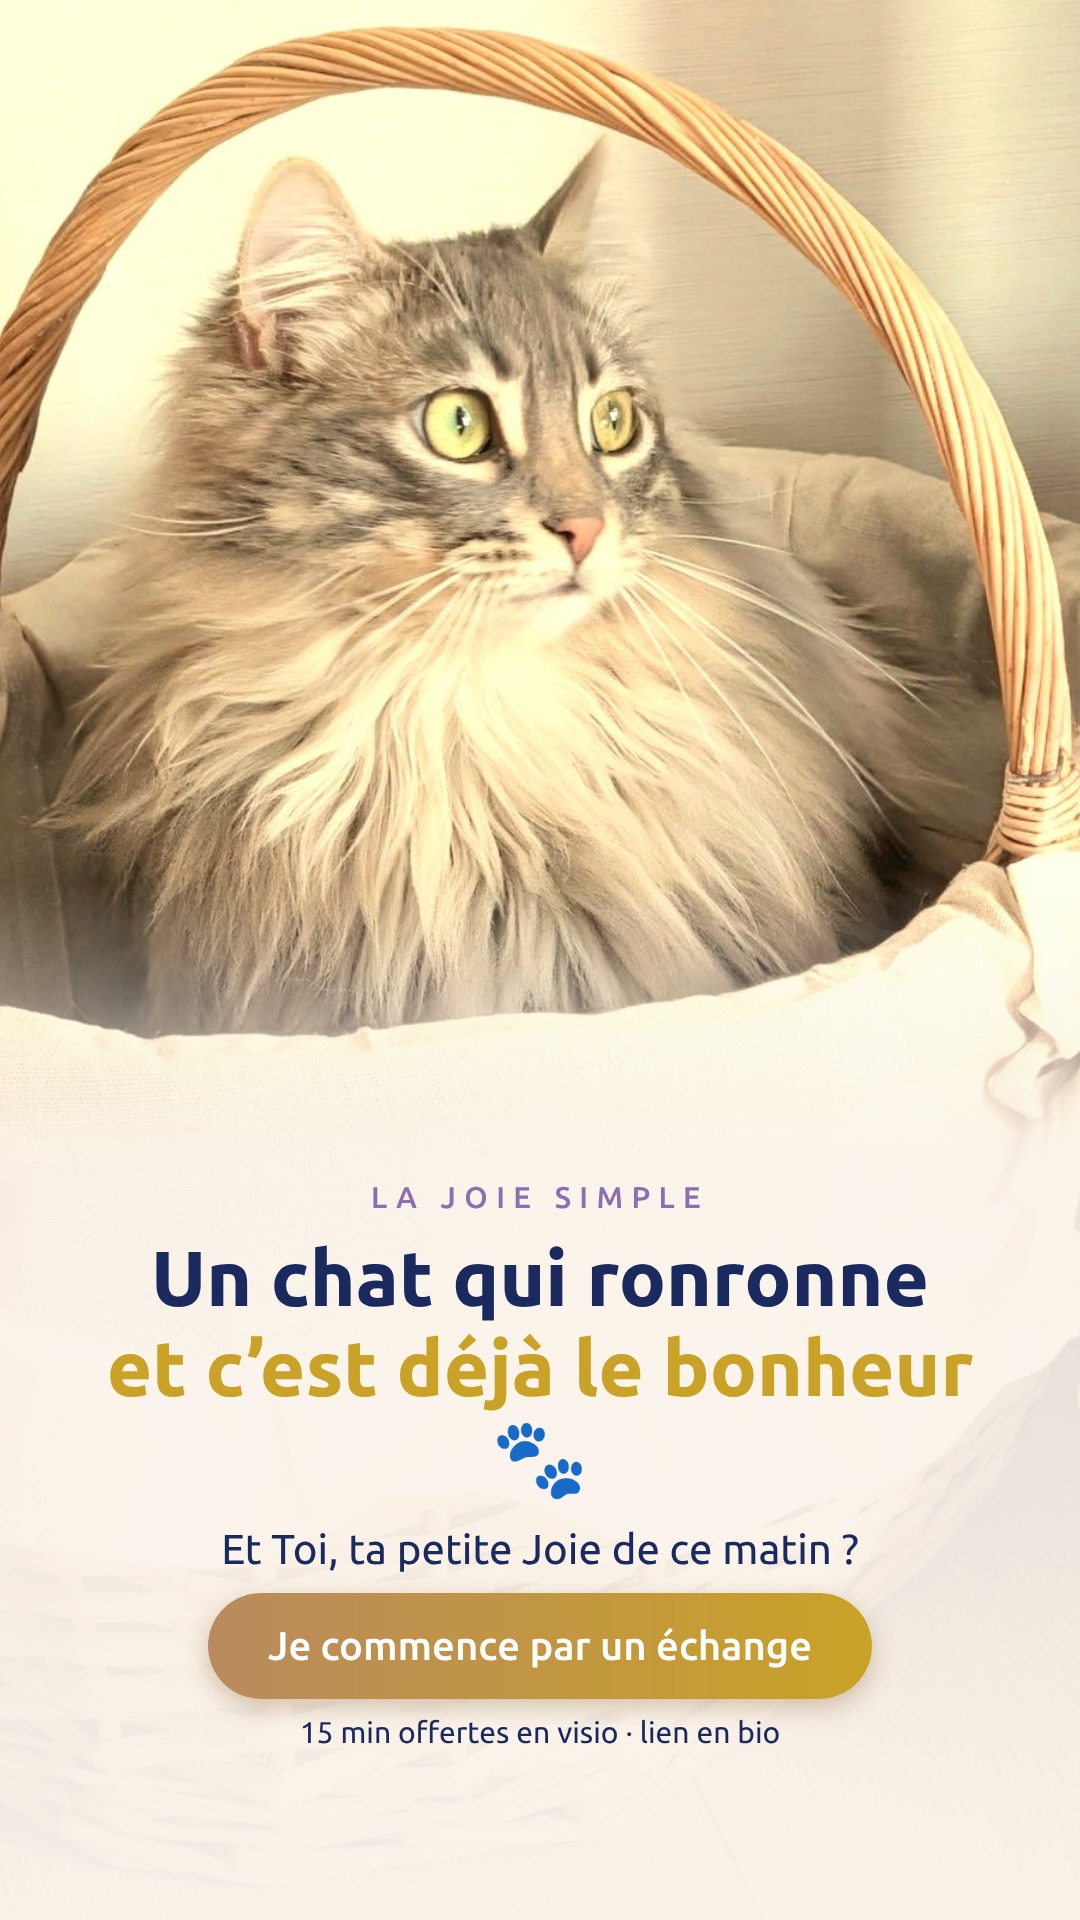 LA JOIE SIMPLE
Un chat qui ronronne
et c’est déjà le bonheur
🐾
Et Toi, ta petite Joie de ce matin ?
Je commence par un échange
15 min offertes en visio · lien en bio